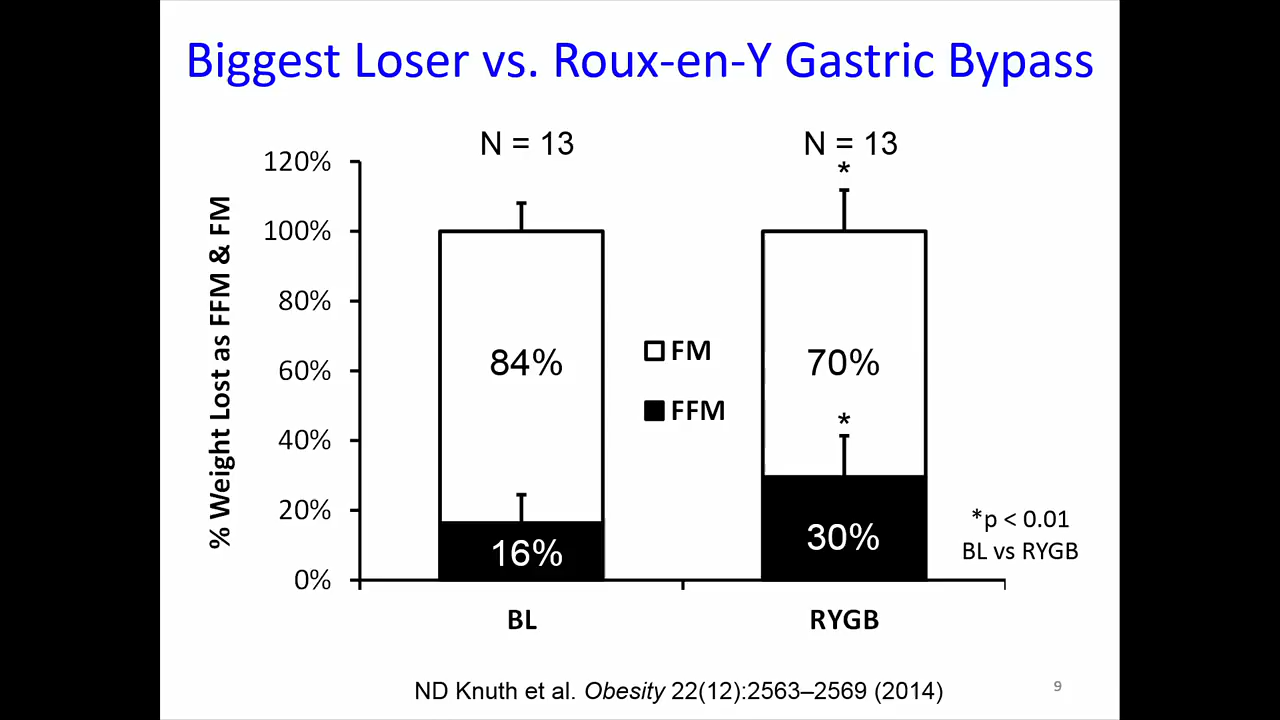 Biggest Loser vs. Roux-en-Y Gastric Bypass
N = 13
N = 13
% Weight Lost as FFM & FM
120%
100%
80%
60%
40%
20%
0%
*
84%
16%
FM
FFM
70%
*
30%
*p < 0.01
BL vs RYGB
BL
RYGB
ND Knuth et al. Obesity 22(12):2563–2569 (2014)
9